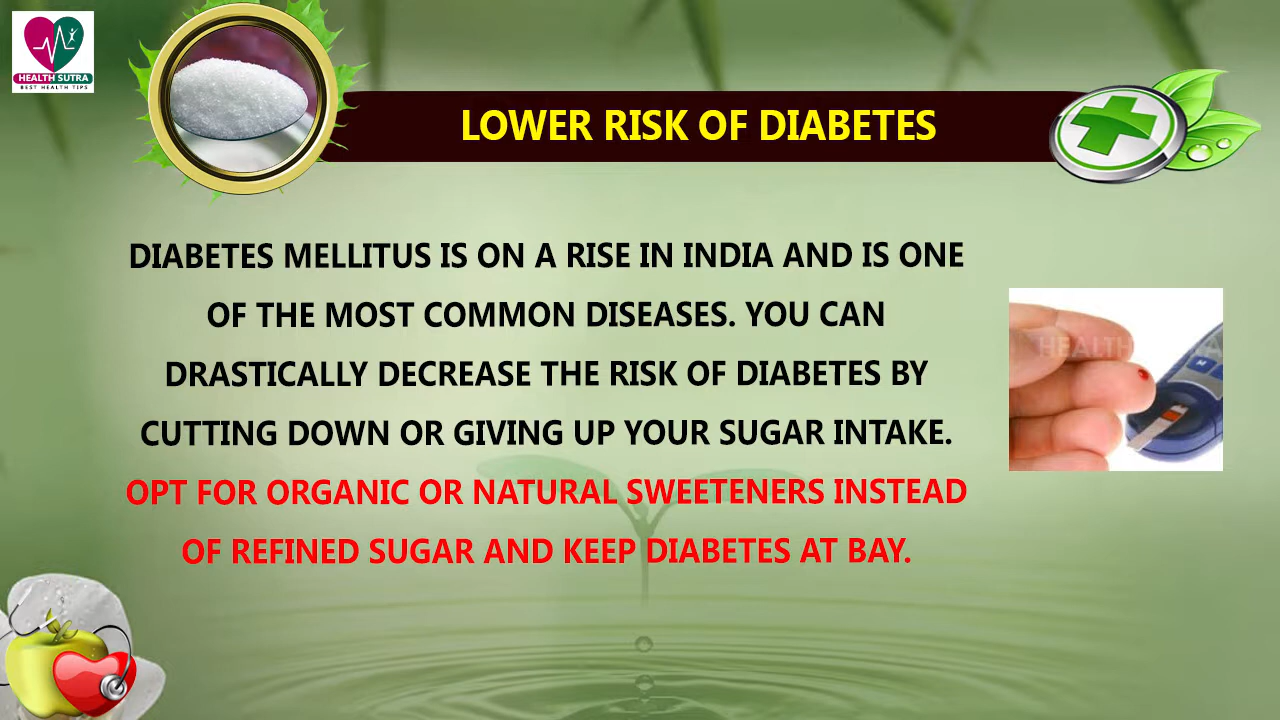 HEALTH SUTRA
BEST HEALTH TIPS
LOWER RISK OF DIABETES
DIABETES MELLITUS IS ON A RISE IN INDIA AND IS ONE
OF THE MOST COMMON DISEASES. YOU CAN
DRASTICALLY DECREASE THE RISK OF DIABETES BY
CUTTING DOWN OR GIVING UP YOUR SUGAR INTAKE.
OPT FOR ORGANIC OR NATURAL SWEETENERS INSTEAD
OF REFINED SUGAR AND KEEP DIABETES AT BAY.
HEALTH